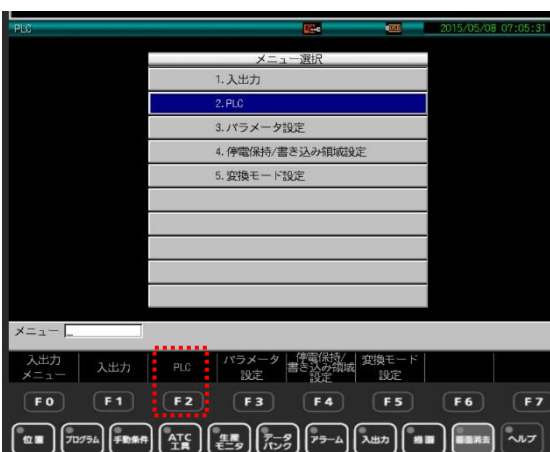 PLC 2015/05/08 07:05:31
メニュー選択
1.入出力
2.PLC
3.パラメータ設定
4.停電保持/書き込み領域設定
5.変換モード設定
メニュー
入出力メニュー 入出力 PLC パラメータ設定 停電保持/書き込み領域設定 変換モード設定
F0 F1 F2 F3 F4 F5 F6 F7
位置 プログラム 手動条件 ATC工具 生産モニタ データバンク アラーム 入出力 描画 画面消去 ヘルプ